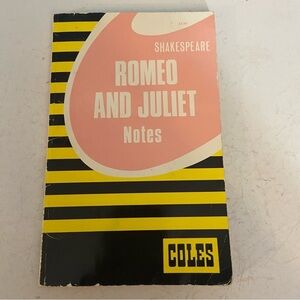 SHAKESPEARE
ROMEO
AND JULIET
Notes
COLES